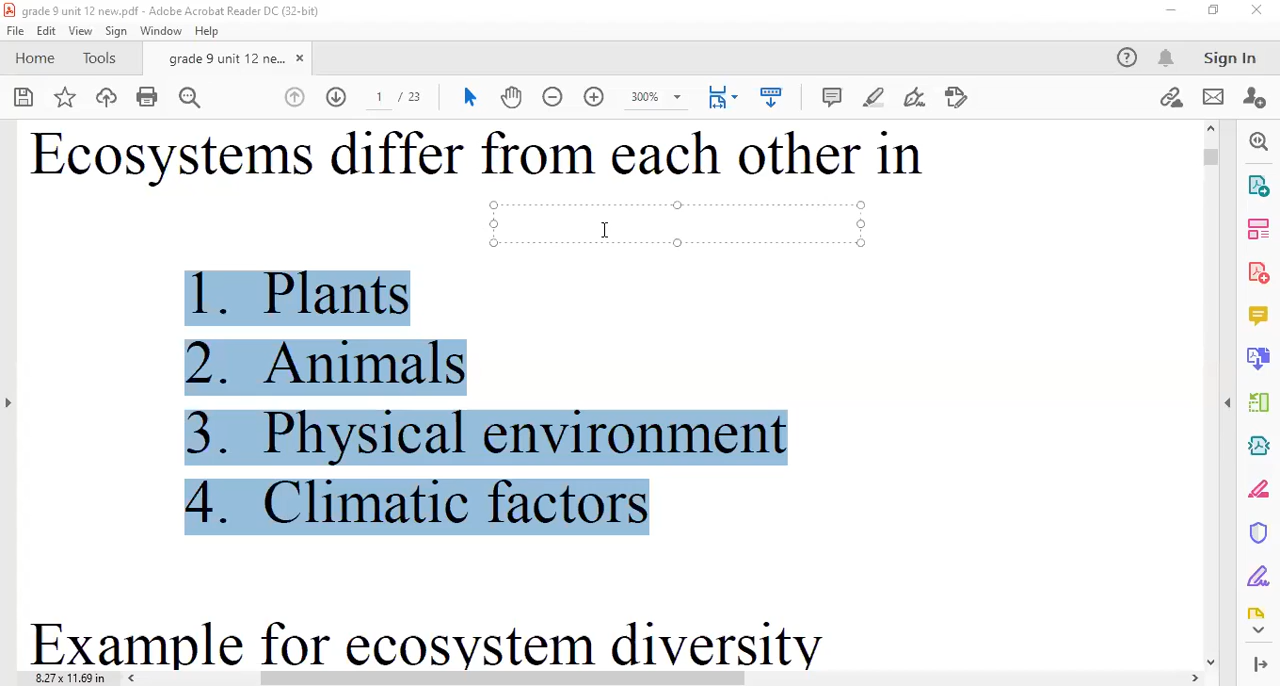 grade 9 unit 12 new.pdf - Adobe Acrobat Reader DC (32-bit)
File Edit View Sign Window Help
Home Tools grade 9 unit 12 ne... × Sign In
1 / 23 300%
Ecosystems differ from each other in
1. Plants
2. Animals
3. Physical environment
4. Climatic factors
Example for ecosystem diversity
8.27 x 11.69 in